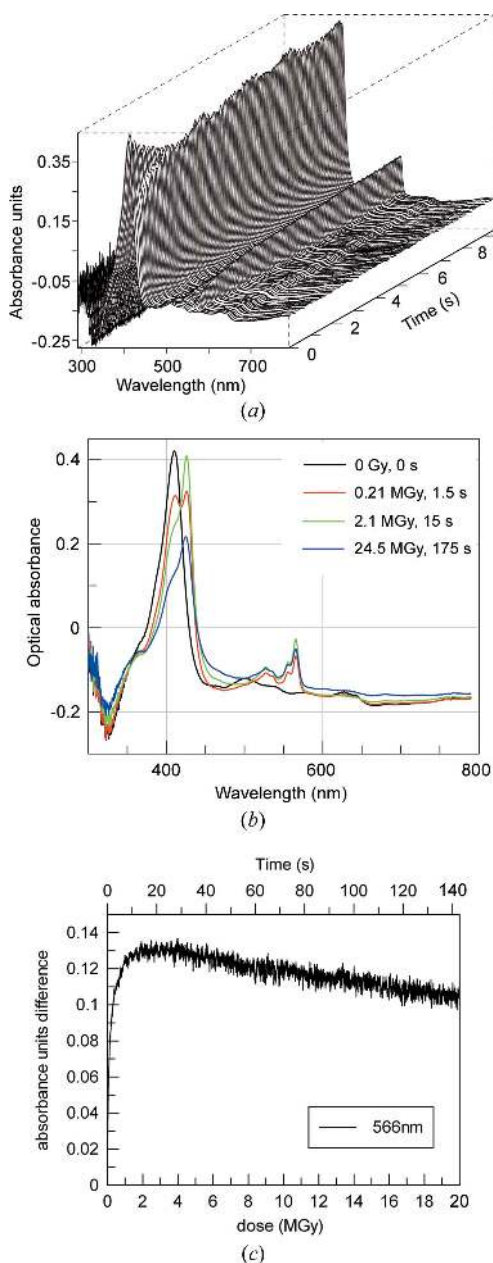 0.35
0.15
-0.05
-0.25
Absorbance units
300
400
500
600
700
Wavelength (nm)
0
2
4
6
8
Time (s)
(a)
0.4
0.2
0
-0.2
Optical absorbance
0 Gy, 0 s
0.21 MGy, 1.5 s
2.1 MGy, 15 s
24.5 MGy, 175 s
400
600
800
Wavelength (nm)
(b)
Time (s)
0 20 40 60 80 100 120 140
0.14
0.12
0.1
0.08
0.06
0.04
0.02
0
absorbance units difference
566nm
0 2 4 6 8 10 12 14 16 18 20
dose (MGy)
(c)